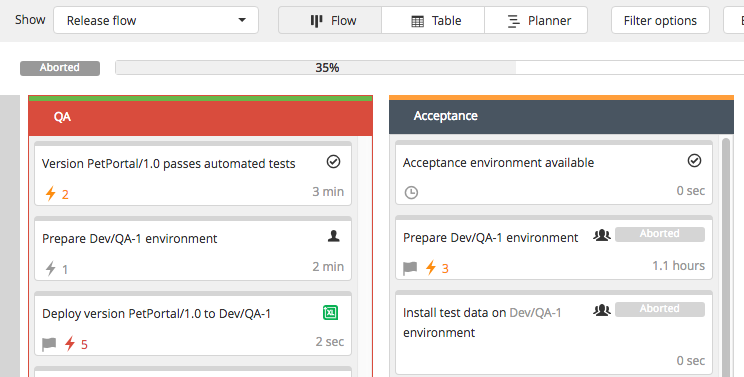 Show Release flow Flow Table Planner Filter options
Aborted 35%
QA
Version PetPortal/1.0 passes automated tests
2 3 min
Prepare Dev/QA-1 environment
1 2 min
Deploy version PetPortal/1.0 to Dev/QA-1 XL
5 2 sec
Acceptance
Acceptance environment available
0 sec
Prepare Dev/QA-1 environment Aborted
3 1.1 hours
Install test data on Dev/QA-1 Aborted
environment
0 sec